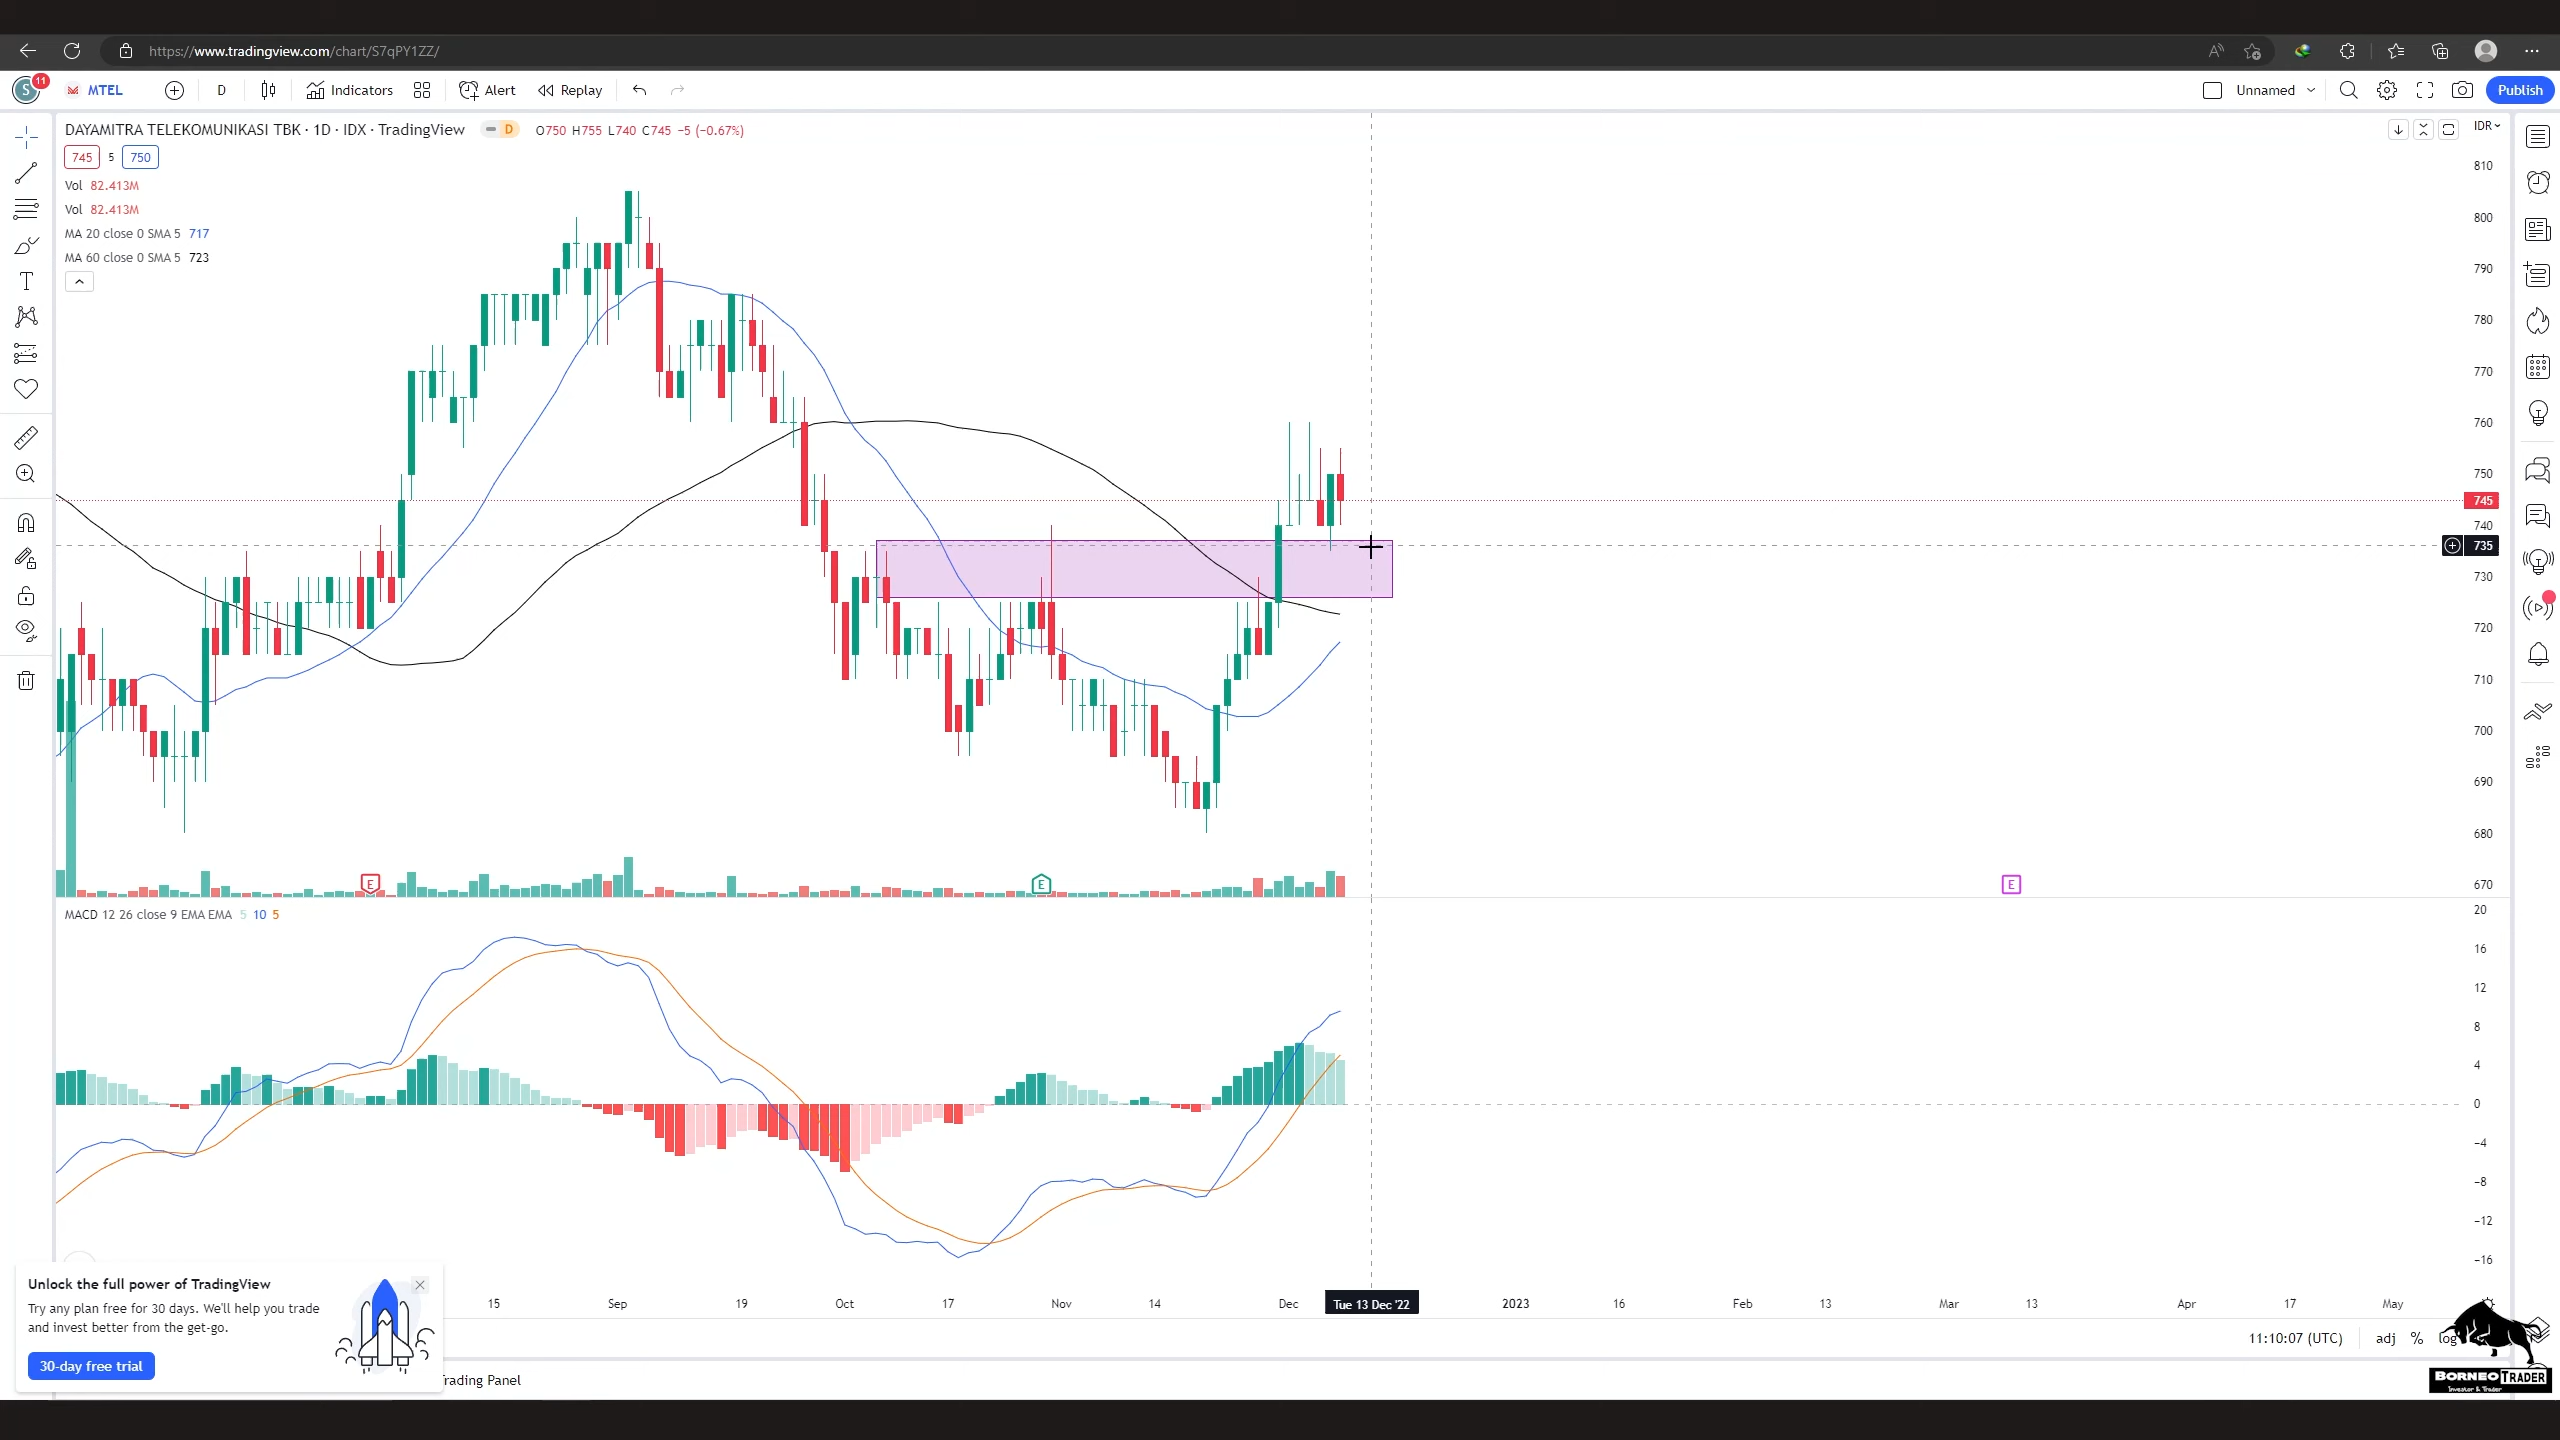 https://www.tradingview.com/chart/S7qPY1ZZ/
S 11 MTEL D Indicators Alert Replay Unnamed Publish
DAYAMITRA TELEKOMUNIKASI TBK · 1D · IDX · TradingView D O750 H755 L740 C745 −5 (−0.67%) IDR
745 5 750
Vol 82.413M
Vol 82.413M
MA 20 close 0 SMA 5 717
MA 60 close 0 SMA 5 723
810
800
790
780
770
760
750
745
740
735
730
720
710
700
690
680
670
E E E
MACD 12 26 close 9 EMA EMA 5 10 5
20
16
12
8
4
0
−4
−8
−12
−16
15 Sep 19 Oct 17 Nov 14 Dec Tue 13 Dec '22 2023 16 Feb 13 Mar 13 Apr 17 May
Unlock the full power of TradingView
Try any plan free for 30 days. We'll help you trade
and invest better from the get-go.
30-day free trial
11:10:07 (UTC) adj % log
Trading Panel
BORNEO TRADER
Investor & Trader